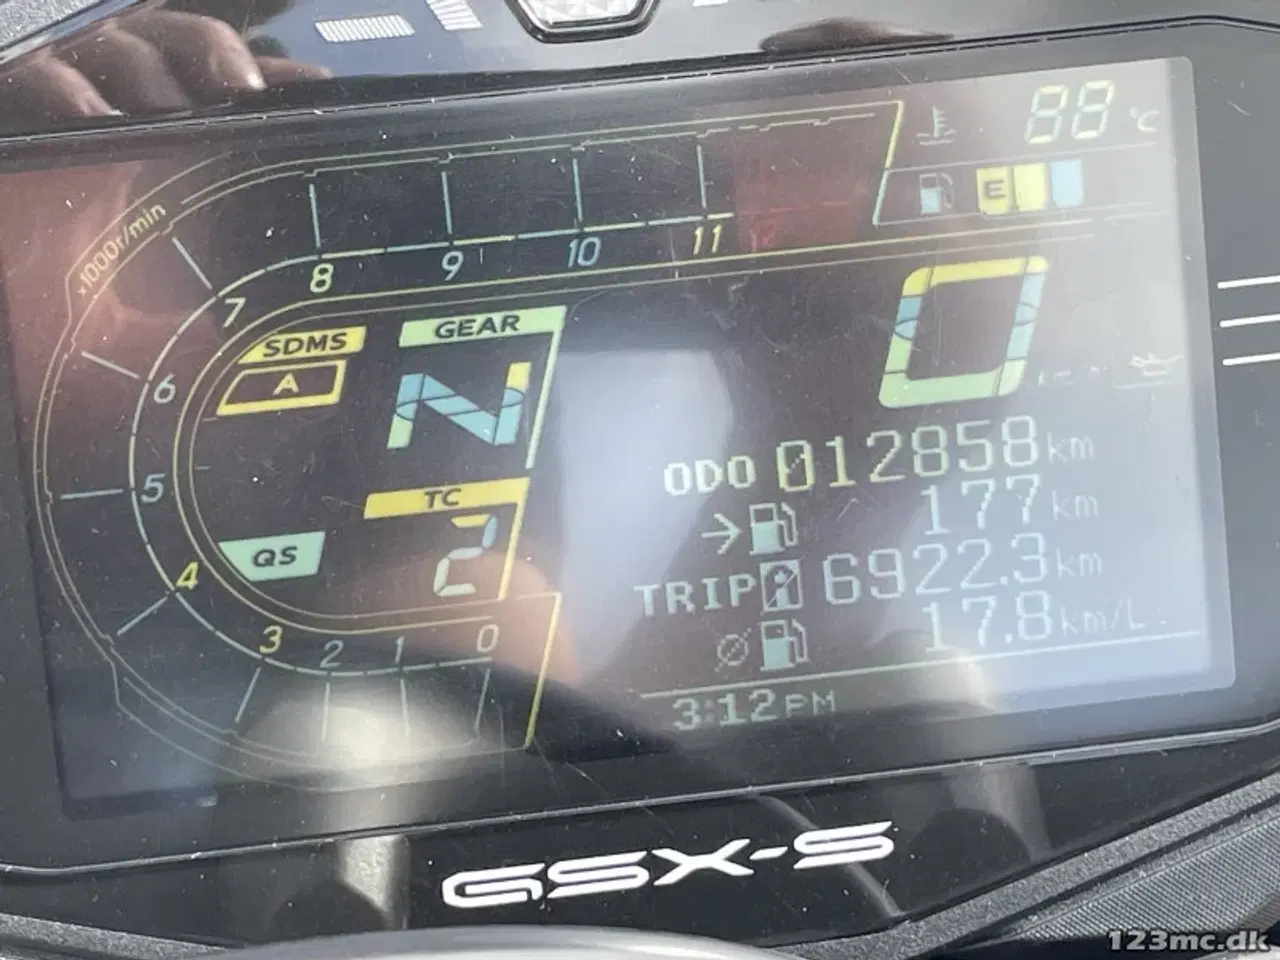 88 °C
E
x1000r/min
8 9 10 11 12
7
6
5
4
3 2 1 0
SDMS
A
GEAR
N
0
TC
2
QS
ODO 012858 km
177 km
TRIP 6922.3 km
17.8 km/L
3:12 PM
GSX-S
123mc.dk